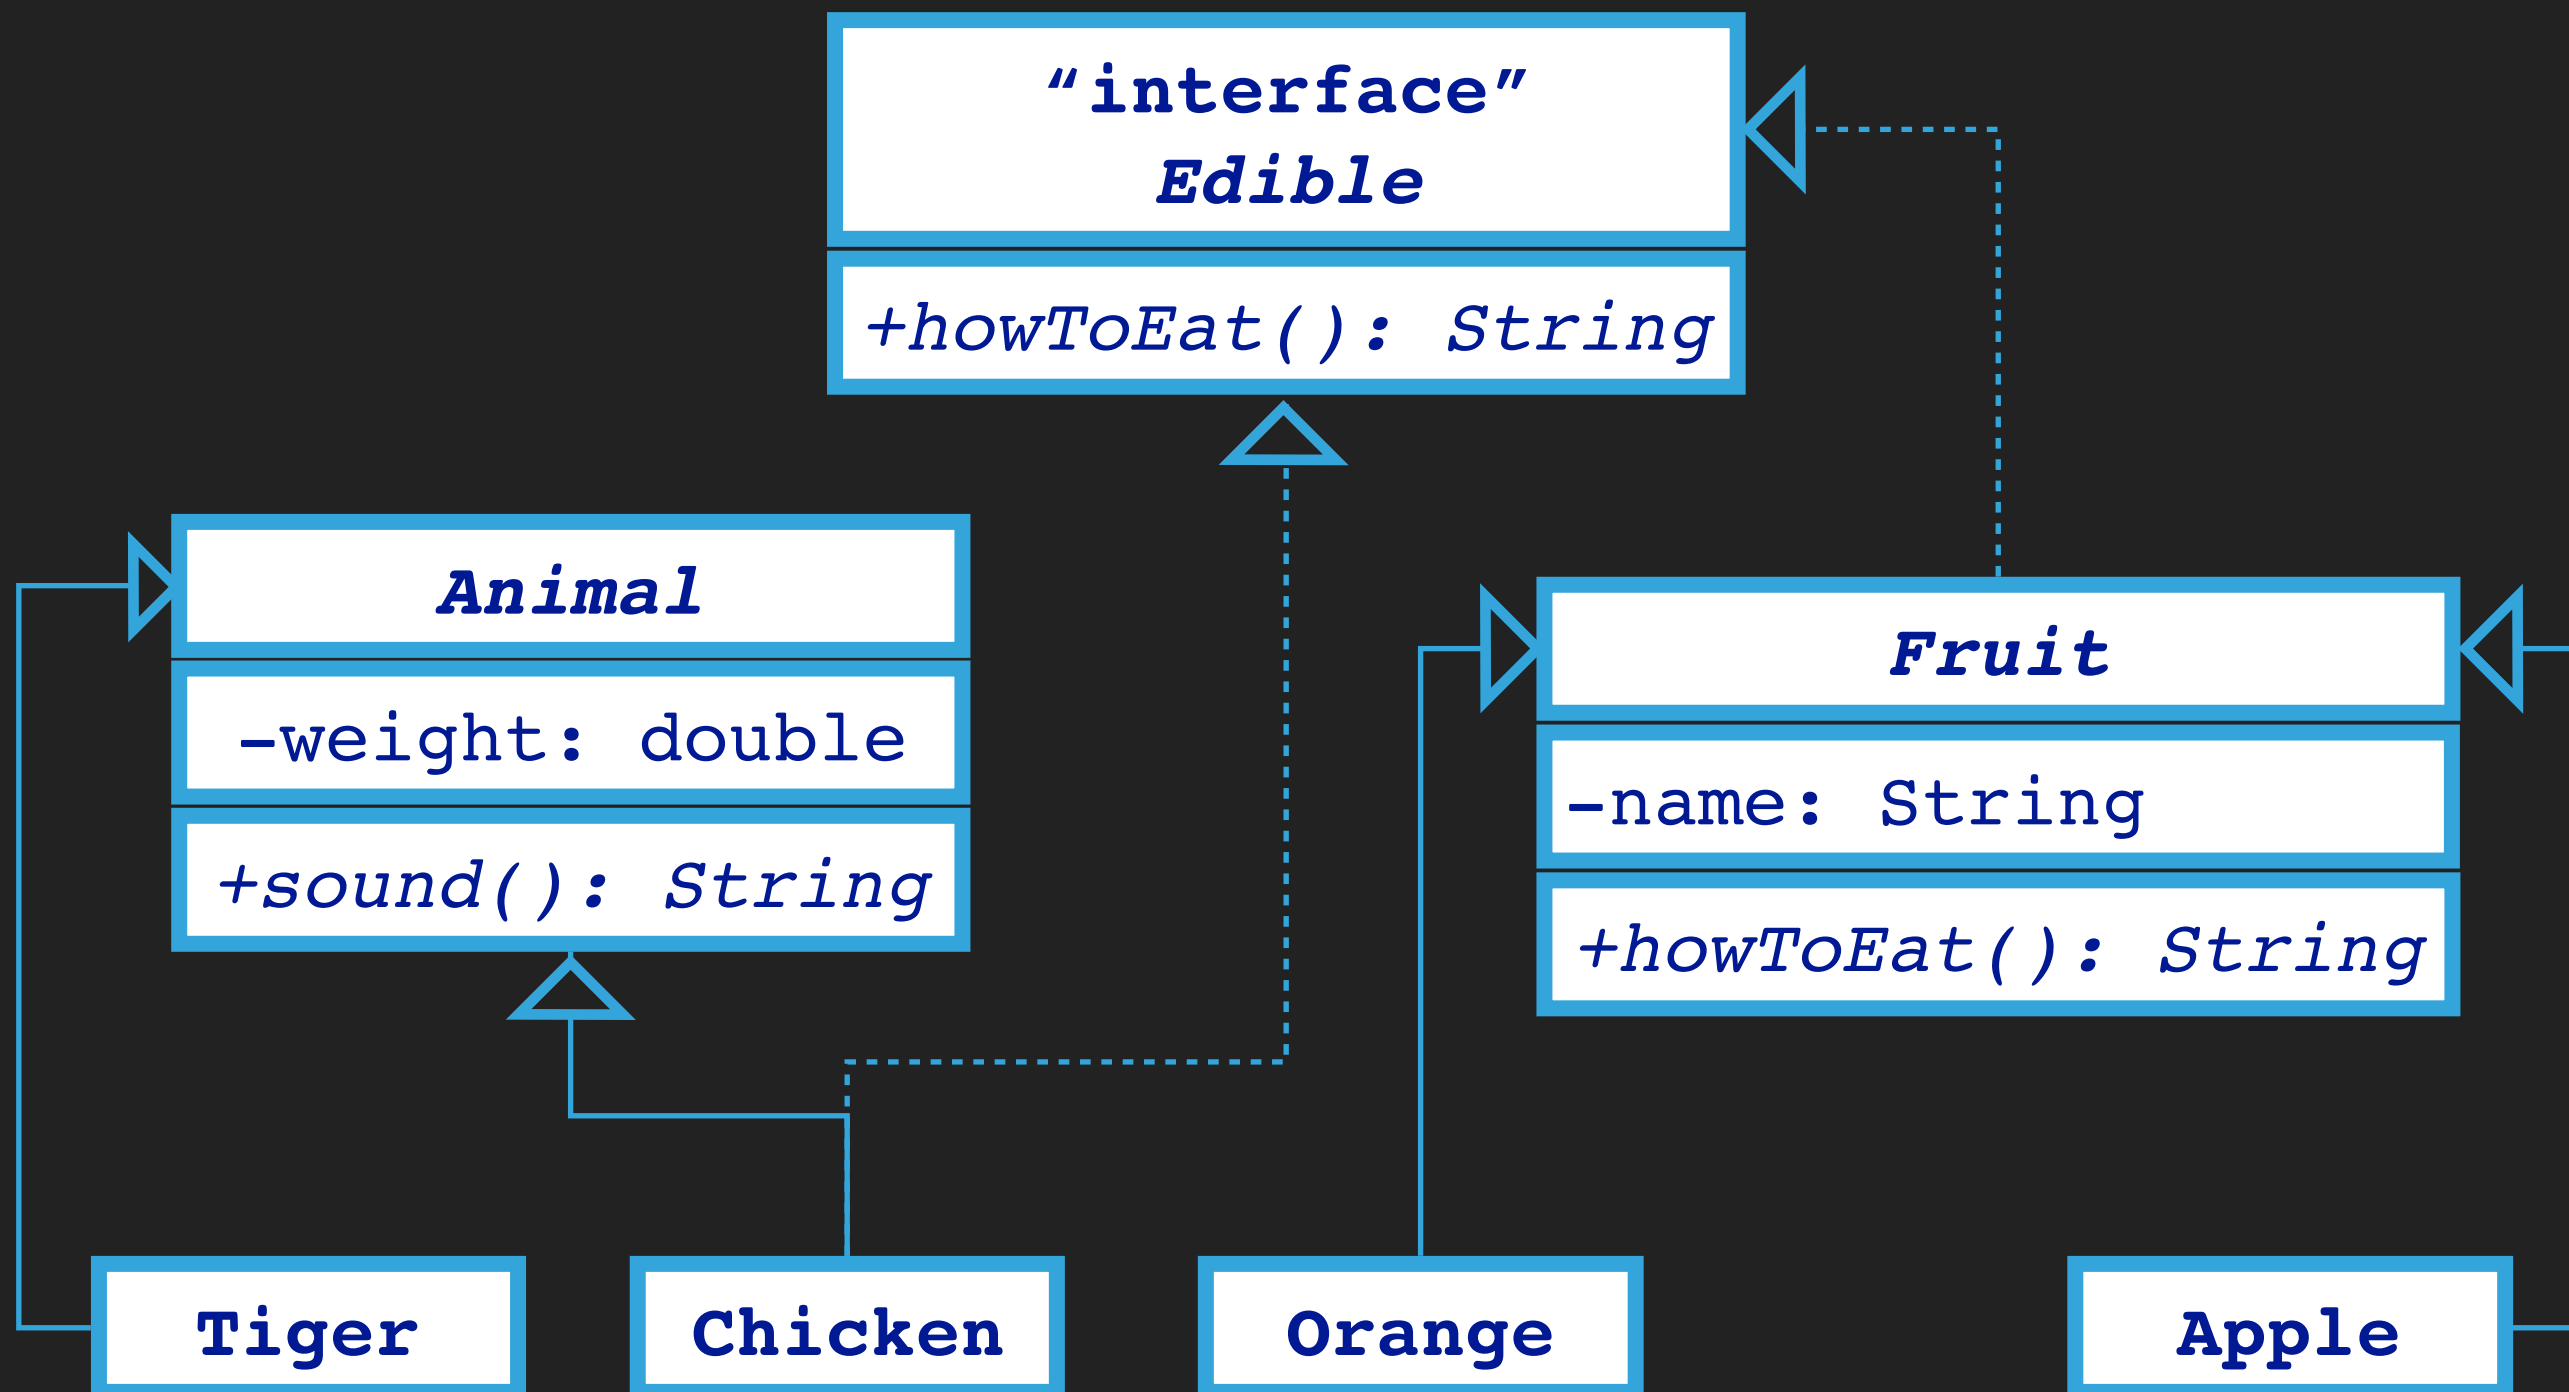 “interface”
Edible
+howToEat(): String
Animal
-weight: double
+sound(): String
Fruit
-name: String
+howToEat(): String
Tiger
Chicken
Orange
Apple